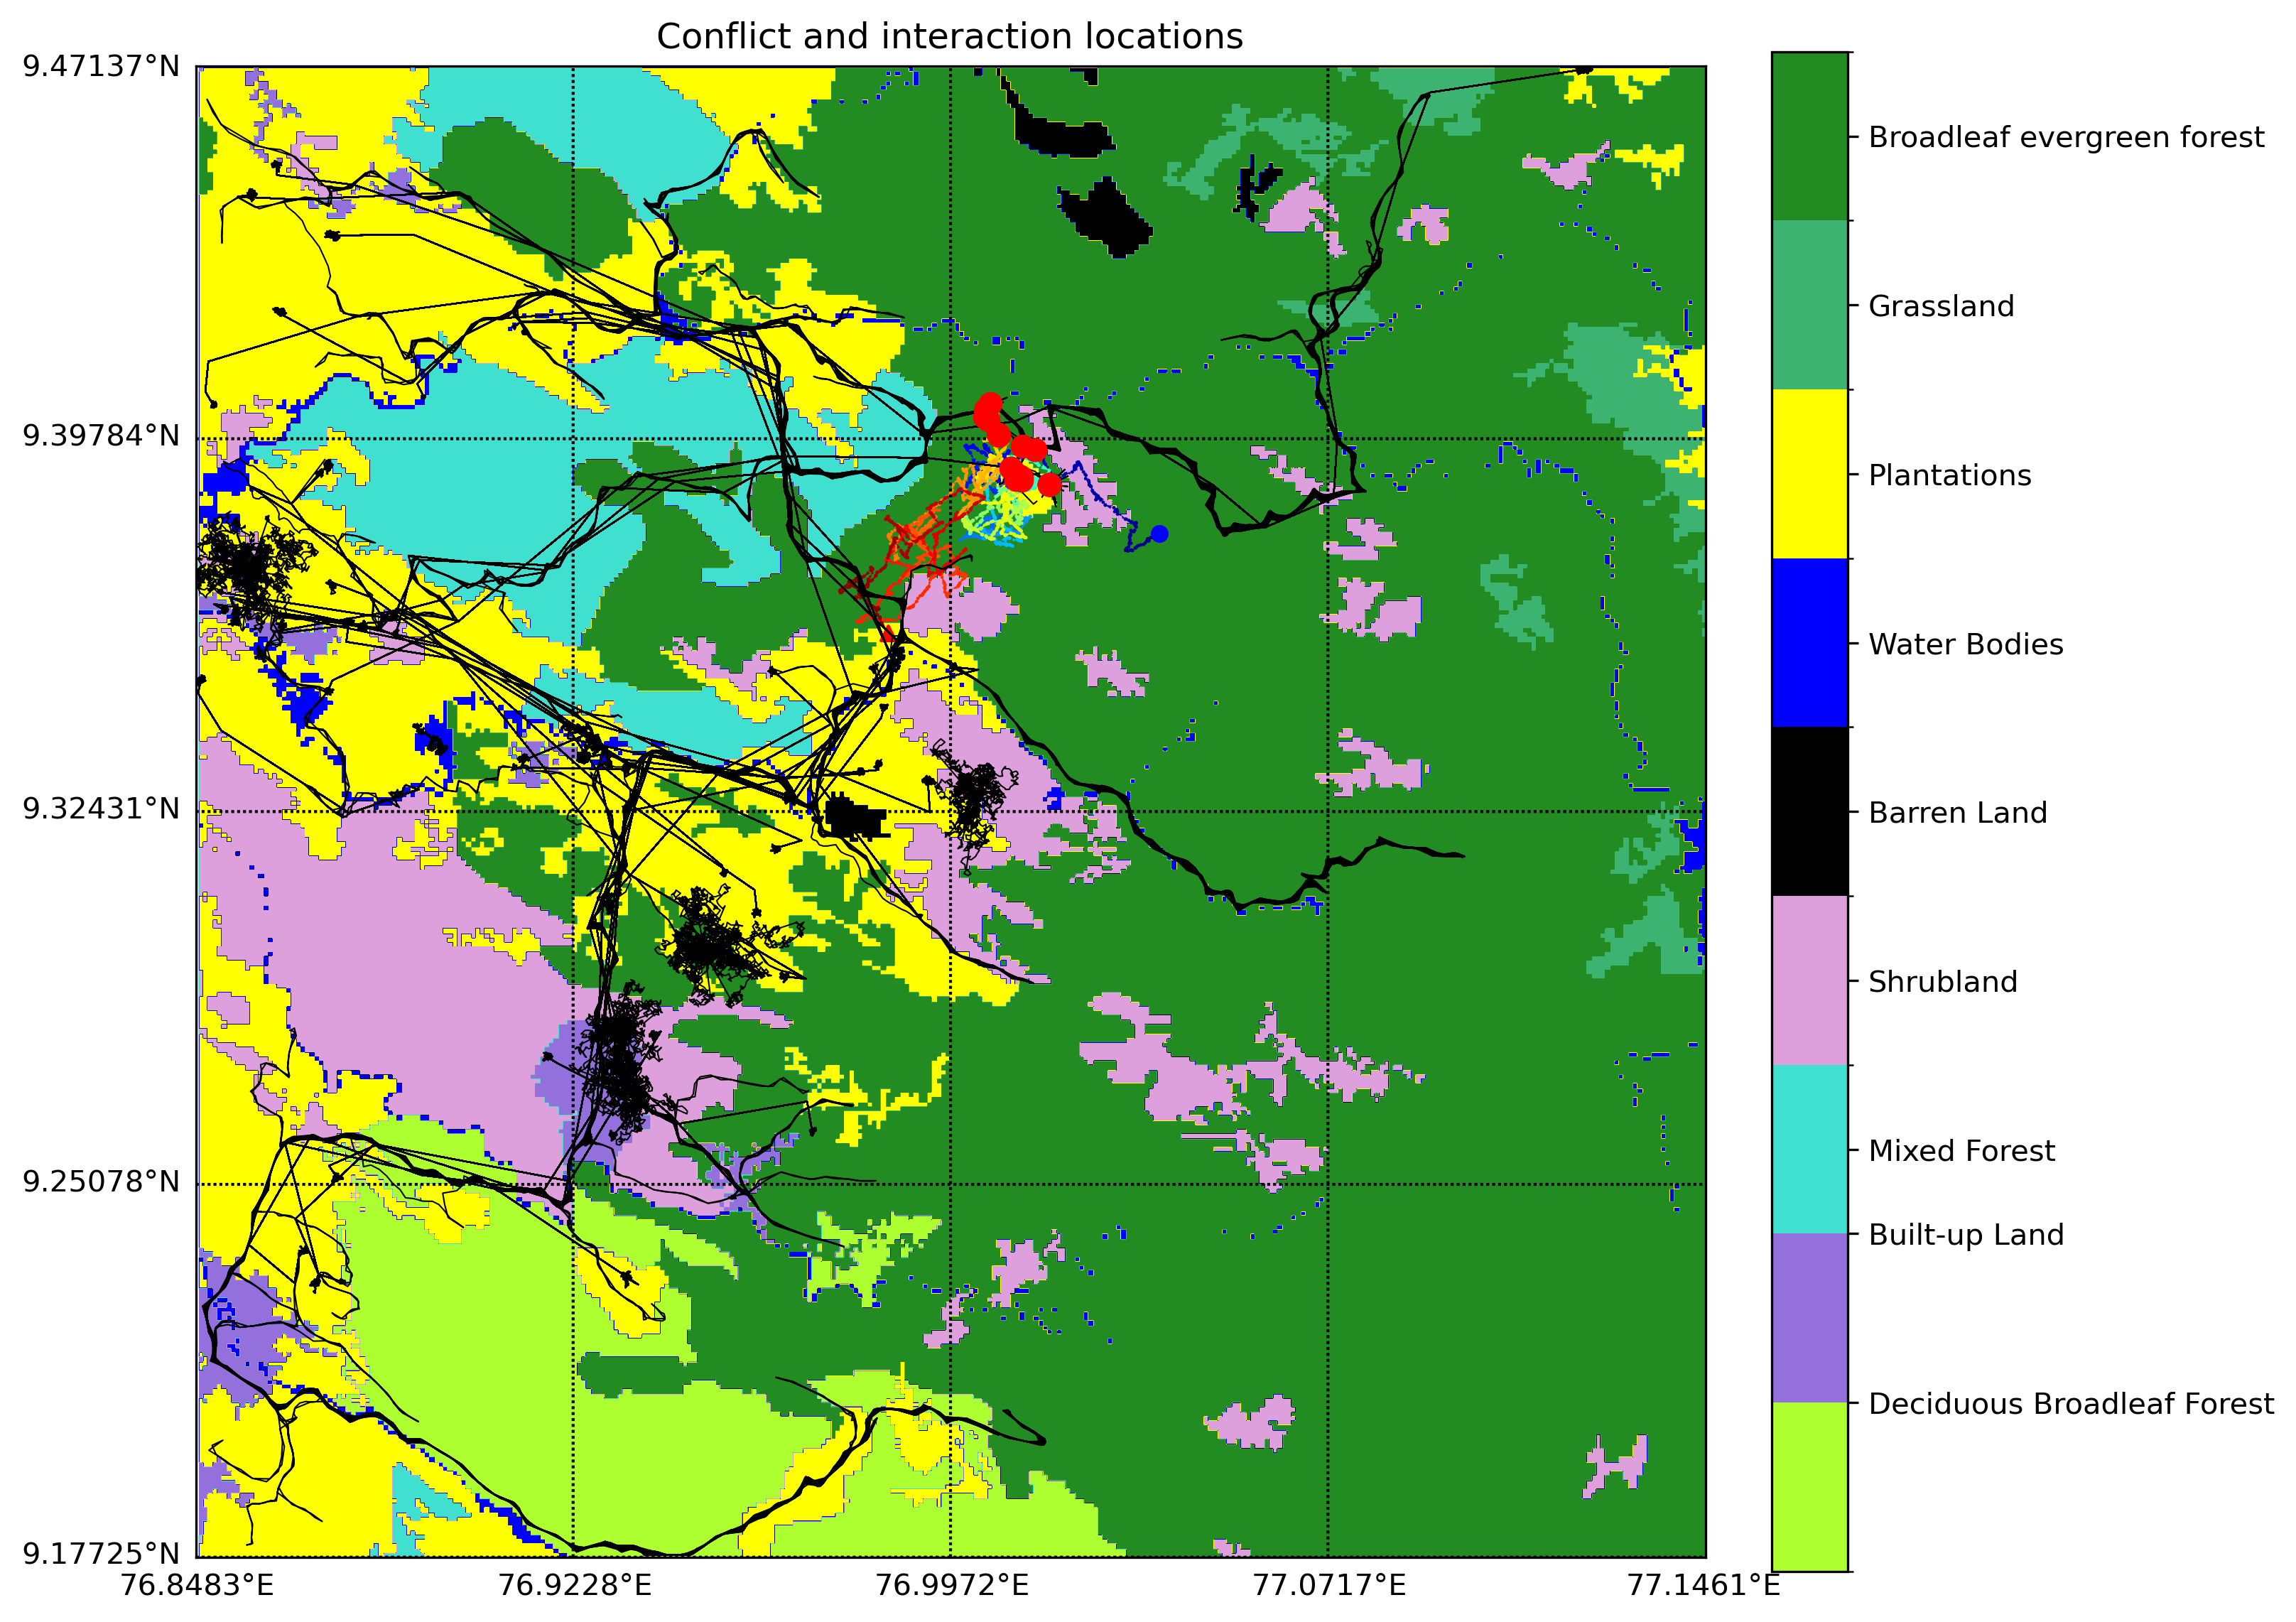 Conflict and interaction locations
9.47137°N
9.39784°N
9.32431°N
9.25078°N
9.17725°N
76.8483°E
76.9228°E
76.9972°E
77.0717°E
77.1461°E
Broadleaf evergreen forest
Grassland
Plantations
Water Bodies
Barren Land
Shrubland
Mixed Forest
Built-up Land
Deciduous Broadleaf Forest